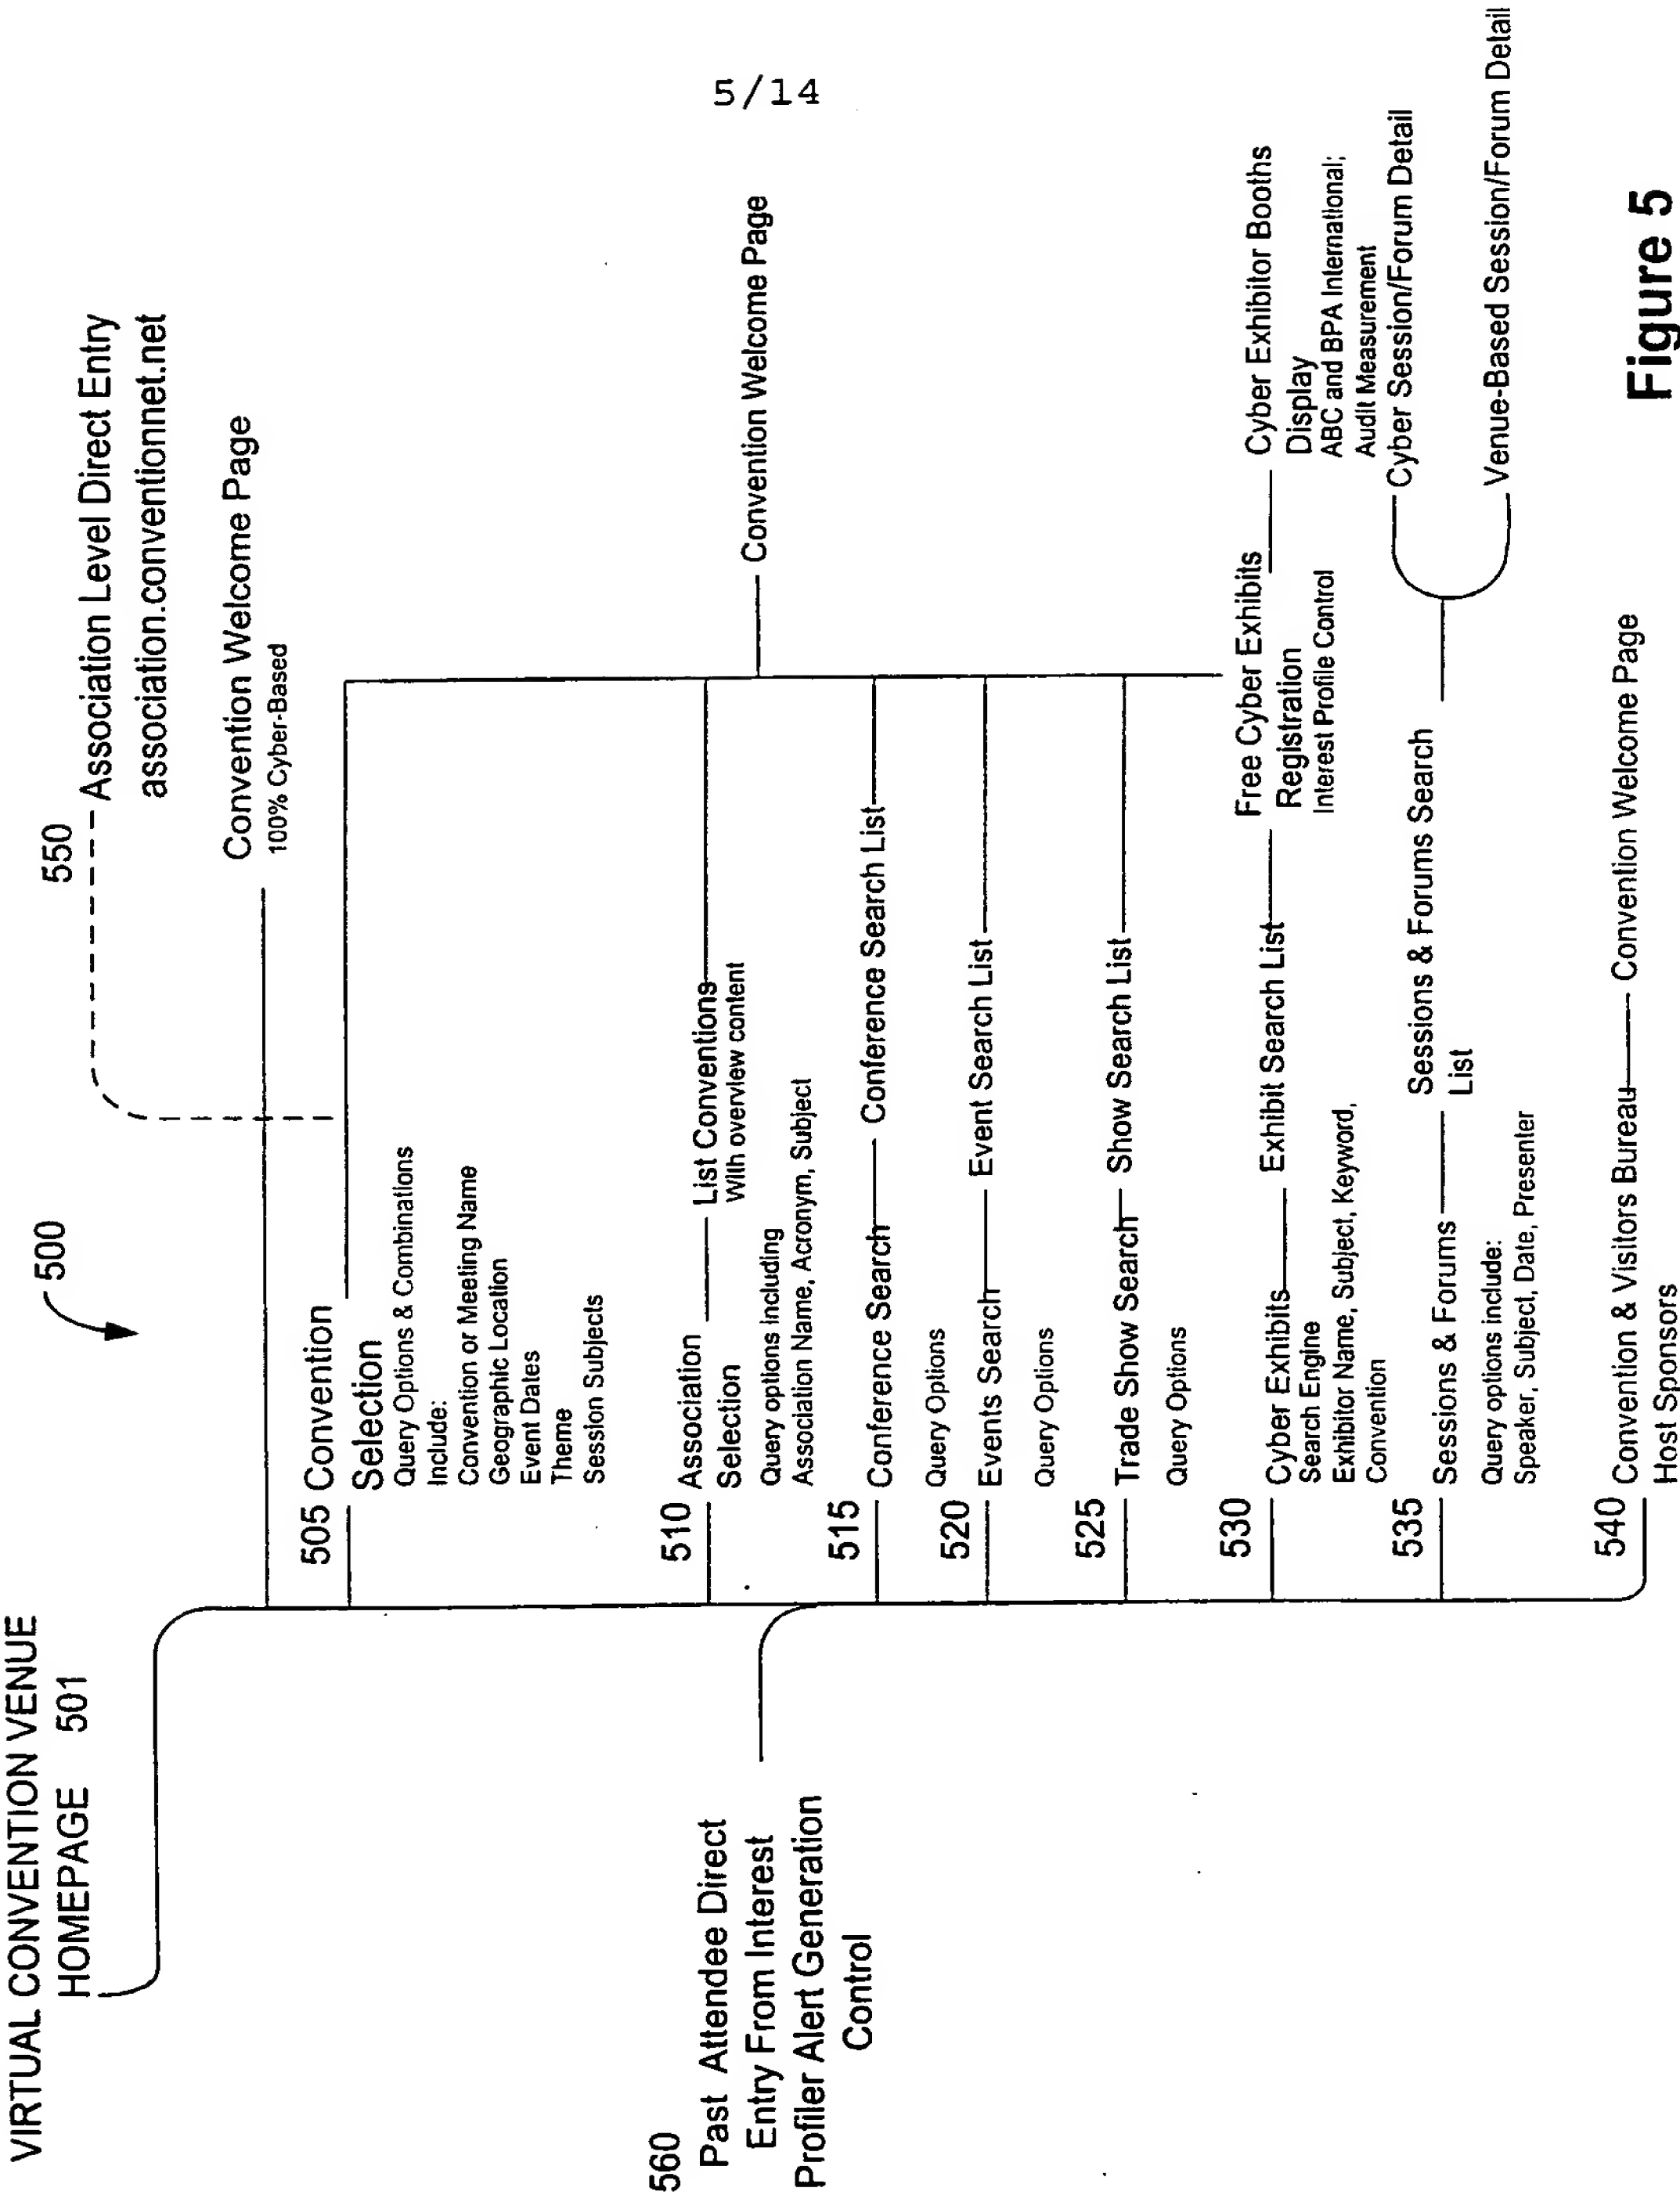 5/14
VIRTUAL CONVENTION VENUE
HOMEPAGE 501
500
550
Association Level Direct Entry
association.conventionnet.net
Convention Welcome Page
100% Cyber-Based
505 Convention
Selection
Query Options & Combinations
Include:
Convention or Meeting Name
Geographic Location
Event Dates
Theme
Session Subjects
560
Past Attendee Direct
Entry From Interest
Profiler Alert Generation
Control
510 Association
Selection
Query options including
Association Name, Acronym, Subject
List Conventions
With overview content
Convention Welcome Page
515 Conference Search
Query Options
Conference Search List
520 Events Search
Query Options
Event Search List
525 Trade Show Search
Query Options
Show Search List
530 Cyber Exhibits
Search Engine
Exhibitor Name, Subject, Keyword,
Convention
Exhibit Search List
Free Cyber Exhibits
Registration
Interest Profile Control
Cyber Exhibitor Booths
Display
ABC and BPA International;
Audit Measurement
535 Sessions & Forums
Query options include:
Speaker, Subject, Date, Presenter
Sessions & Forums Search
List
Cyber Session/Forum Detail
Venue-Based Session/Forum Detail
540 Convention & Visitors Bureau
Host Sponsors
Convention Welcome Page
Figure 5